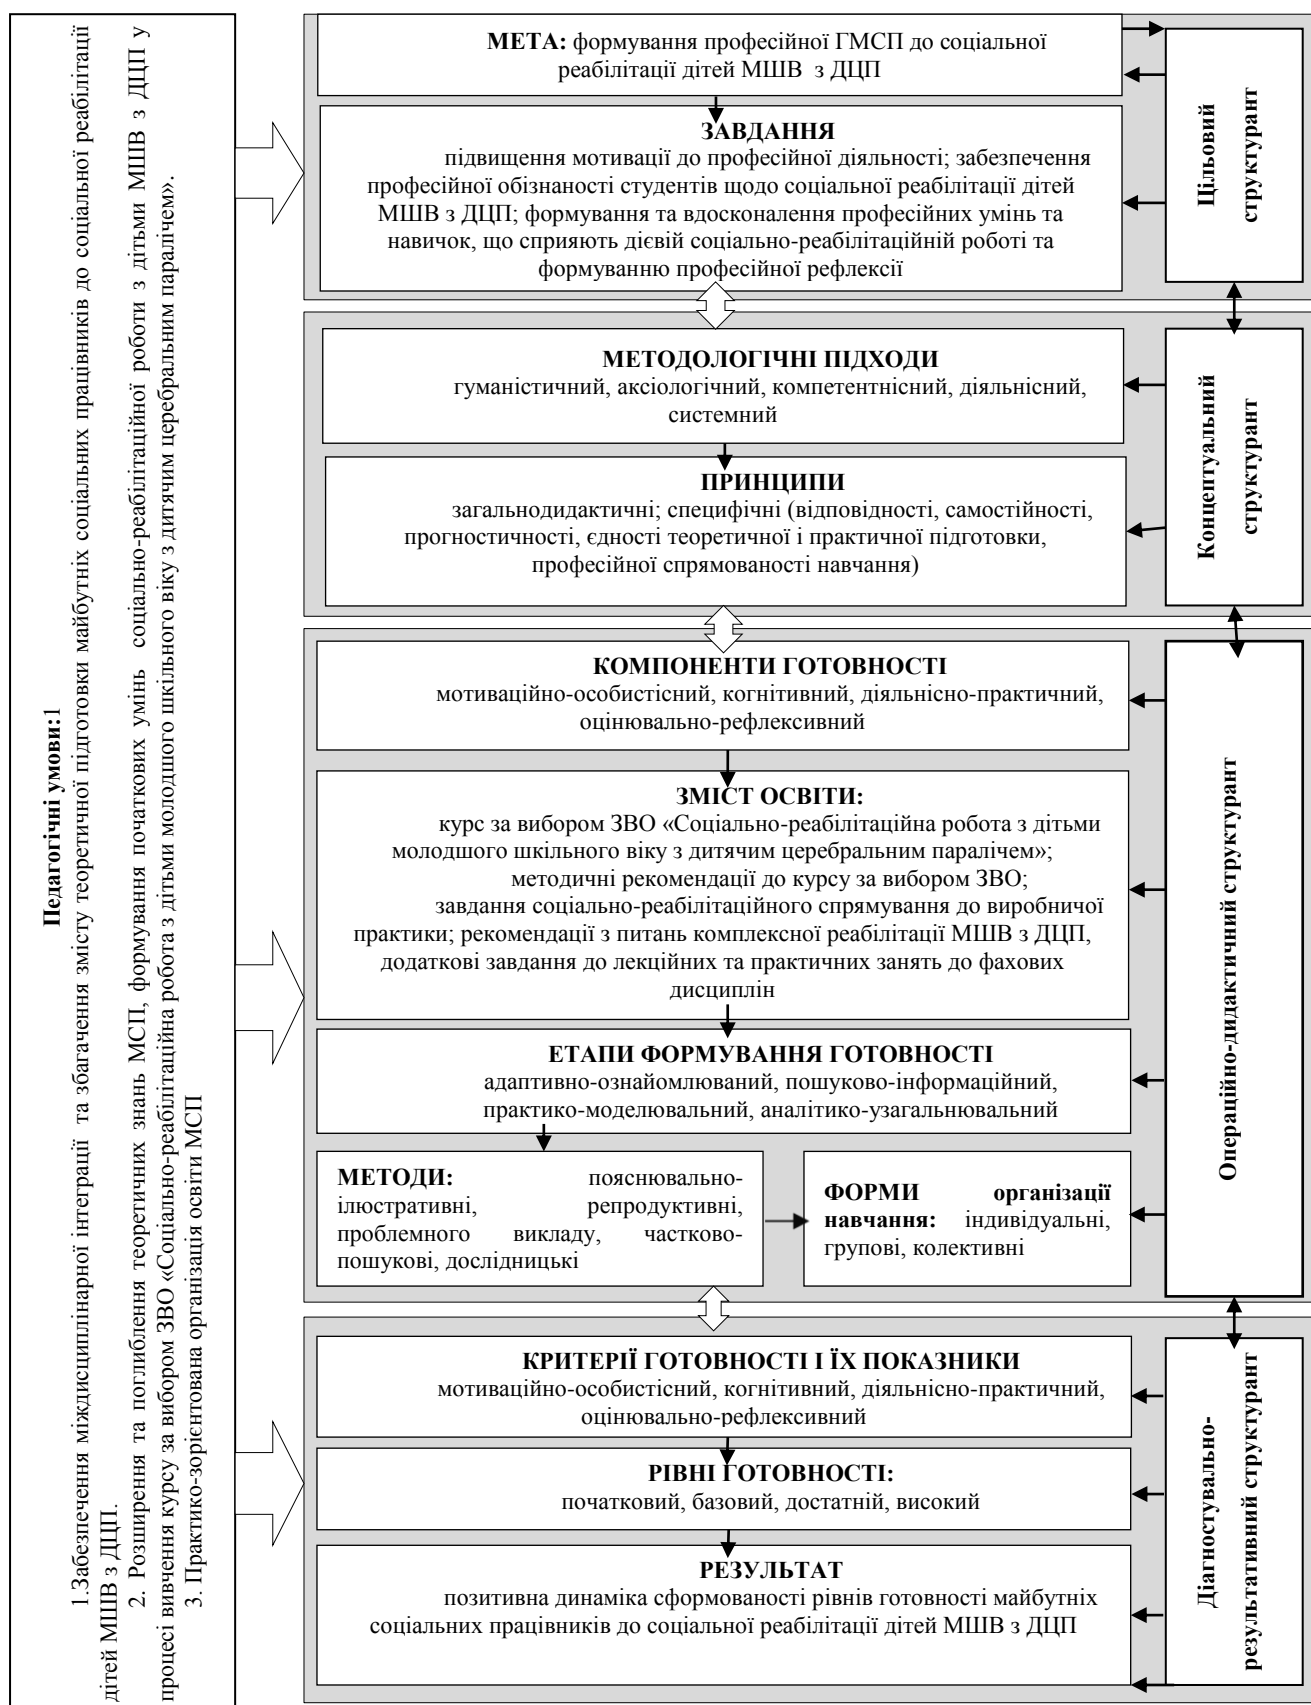 Педагогічні умови:1
1.Забезпечення міждисциплінарної інтеграції та збагачення змісту теоретичної підготовки майбутніх соціальних працівників до соціальної реабілітації
дітей МШВ з ДЦП.
2. Розширення та поглиблення теоретичних знань МСП, формування початкових умінь соціально-реабілітаційної роботи з дітьми МШВ з ДЦП у
процесі вивчення курсу за вибором ЗВО «Соціально-реабілітаційна робота з дітьми молодшого шкільного віку з дитячим церебральним паралічем».
3. Практико-зорієнтована організація освіти МСП
МЕТА: формування професійної ГМСП до соціальної
реабілітації дітей МШВ з ДЦП
ЗАВДАННЯ
підвищення мотивації до професійної діяльності; забезпечення
професійної обізнаності студентів щодо соціальної реабілітації дітей
МШВ з ДЦП; формування та вдосконалення професійних умінь та
навичок, що сприяють дієвій соціально-реабілітаційній роботі та
формуванню професійної рефлексії
Цільовий
структурант
МЕТОДОЛОГІЧНІ ПІДХОДИ
гуманістичний, аксіологічний, компетентнісний, діяльнісний,
системний
ПРИНЦИПИ
загальнодидактичні; специфічні (відповідності, самостійності,
прогностичності, єдності теоретичної і практичної підготовки,
професійної спрямованості навчання)
Концептуальний
структурант
КОМПОНЕНТИ ГОТОВНОСТІ
мотиваційно-особистісний, когнітивний, діяльнісно-практичний,
оцінювально-рефлексивний
ЗМІСТ ОСВІТИ:
курс за вибором ЗВО «Соціально-реабілітаційна робота з дітьми
молодшого шкільного віку з дитячим церебральним паралічем»;
методичні рекомендації до курсу за вибором ЗВО;
завдання соціально-реабілітаційного спрямування до виробничої
практики; рекомендації з питань комплексної реабілітації МШВ з ДЦП,
додаткові завдання до лекційних та практичних занять до фахових
дисциплін
ЕТАПИ ФОРМУВАННЯ ГОТОВНОСТІ
адаптивно-ознайомлюваний, пошуково-інформаційний,
практико-моделювальний, аналітико-узагальнювальний
МЕТОДИ: пояснювально-
ілюстративні, репродуктивні,
проблемного викладу, частково-
пошукові, дослідницькі
ФОРМИ організації
навчання: індивідуальні,
групові, колективні
Операційно-дидактичний структурант
КРИТЕРІЇ ГОТОВНОСТІ І ЇХ ПОКАЗНИКИ
мотиваційно-особистісний, когнітивний, діяльнісно-практичний,
оцінювально-рефлексивний
РІВНІ ГОТОВНОСТІ:
початковий, базовий, достатній, високий
РЕЗУЛЬТАТ
позитивна динаміка сформованості рівнів готовності майбутніх
соціальних працівників до соціальної реабілітації дітей МШВ з ДЦП
Діагностувально-
результативний структурант